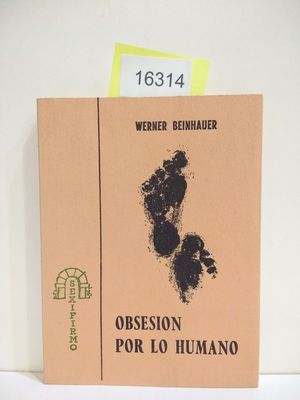 16314
WERNER BEINHAUER
SEXIFIRMO
OBSESION
POR LO HUMANO